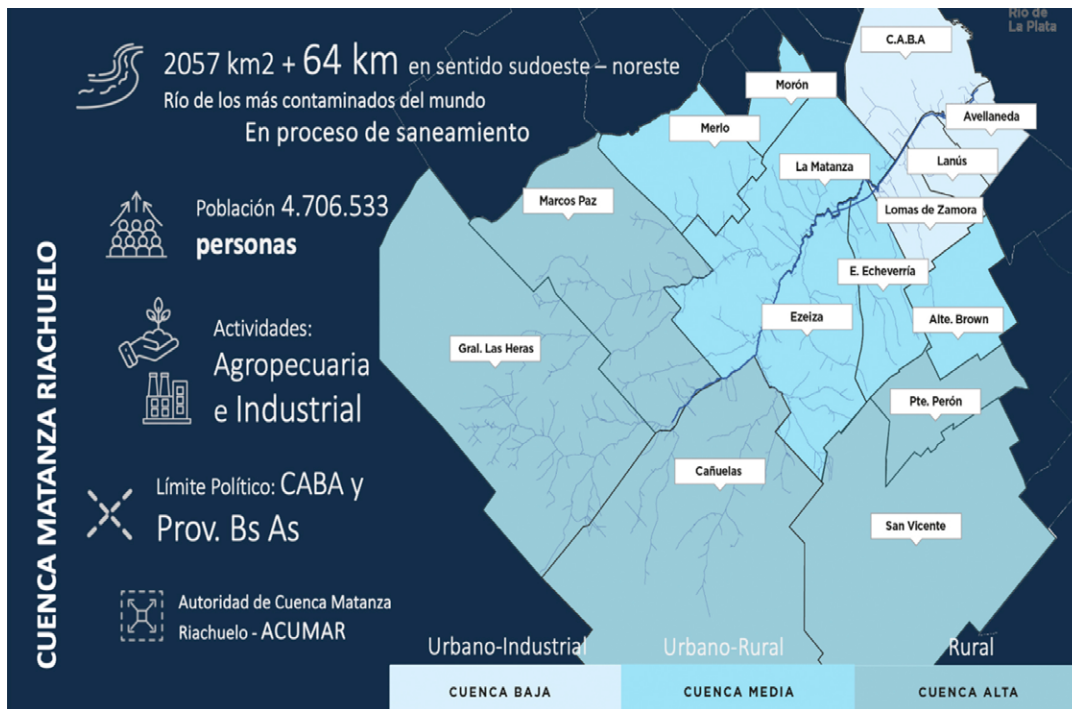 CUENCA MATANZA RIACHUELO
2057 km2 + 64 km en sentido sudoeste – noreste
Río de los más contaminados del mundo
En proceso de saneamiento
Población 4.706.533
personas
Actividades:
Agropecuaria
e Industrial
Límite Político: CABA y
Prov. Bs As
Autoridad de Cuenca Matanza
Riachuelo - ACUMAR
Río de
La Plata
C.A.B.A
Morón
Avellaneda
Merlo
La Matanza
Lanús
Marcos Paz
Lomas de Zamora
E. Echeverría
Ezeiza
Alte. Brown
Gral. Las Heras
Pte. Perón
Cañuelas
San Vicente
Urbano-Industrial
Urbano-Rural
Rural
CUENCA BAJA
CUENCA MEDIA
CUENCA ALTA